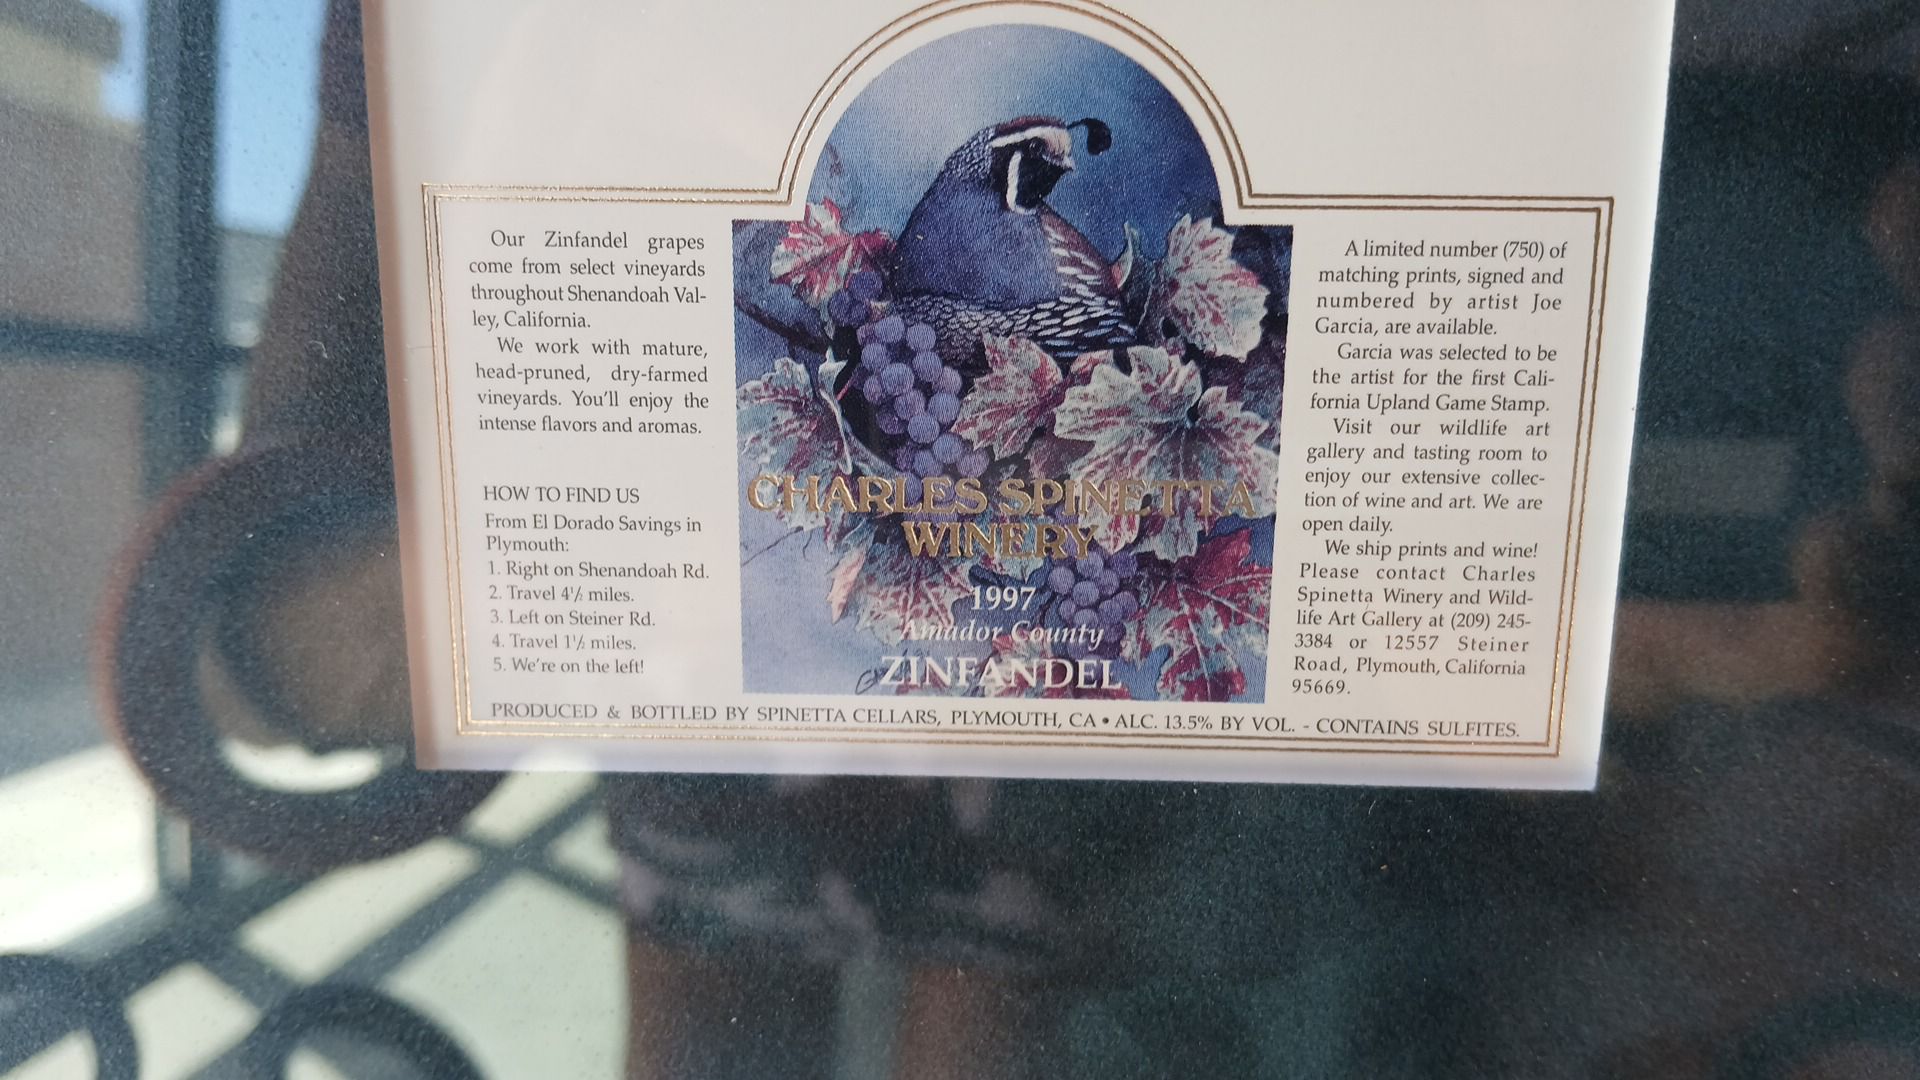 Our Zinfandel grapes
come from select vineyards
throughout Shenandoah Val-
ley, California.
We work with mature,
head-pruned, dry-farmed
vineyards. You'll enjoy the
intense flavors and aromas.
HOW TO FIND US
From El Dorado Savings in
Plymouth:
1. Right on Shenandoah Rd.
2. Travel 4½ miles.
3. Left on Steiner Rd.
4. Travel 1½ miles.
5. We're on the left!
CHARLES SPINETTA
WINERY
1997
Amador County
ZINFANDEL
A limited number (750) of
matching prints, signed and
numbered by artist Joe
Garcia, are available.
Garcia was selected to be
the artist for the first Cali-
fornia Upland Game Stamp.
Visit our wildlife art
gallery and tasting room to
enjoy our extensive collec-
tion of wine and art. We are
open daily.
We ship prints and wine!
Please contact Charles
Spinetta Winery and Wild-
life Art Gallery at (209) 245-
3384 or 12557 Steiner
Road, Plymouth, California
95669.
PRODUCED & BOTTLED BY SPINETTA CELLARS, PLYMOUTH, CA • ALC. 13.5% BY VOL. - CONTAINS SULFITES.